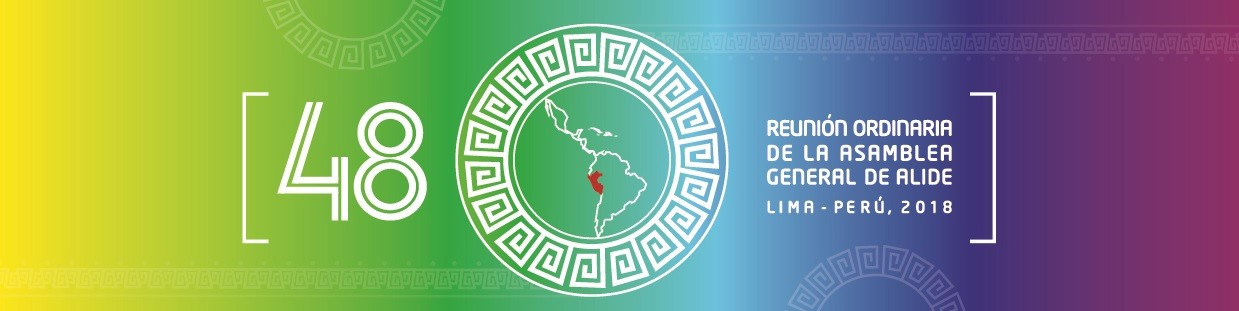 48
REUNIÓN ORDINARIA
DE LA ASAMBLEA
GENERAL DE ALIDE
LIMA - PERÚ, 2018